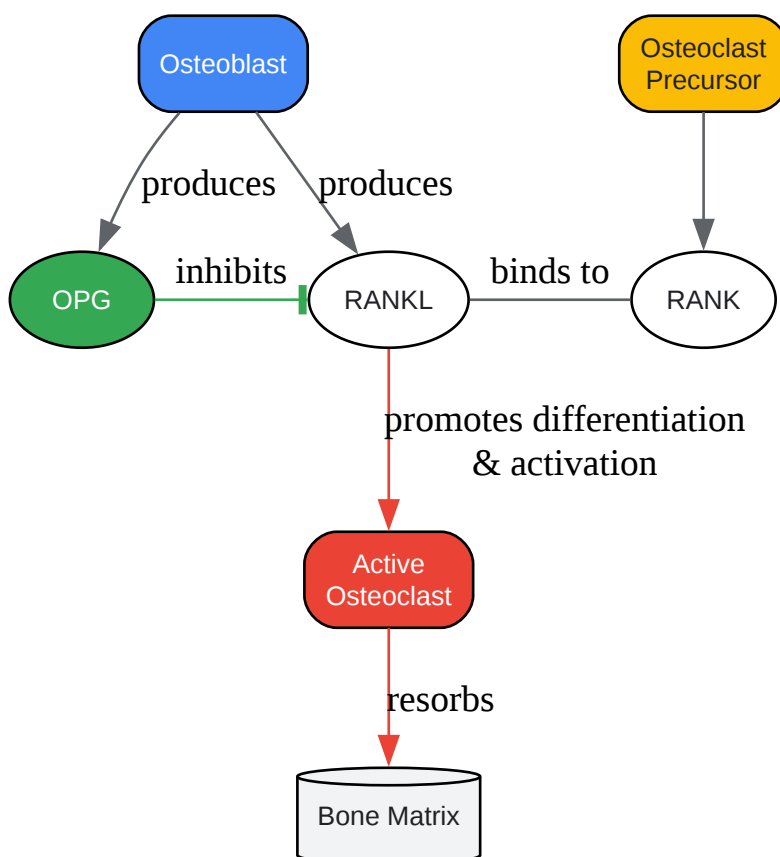 Osteoblast
Osteoclast
Precursor
produces
produces
OPG
inhibits
RANKL
binds to
RANK
promotes differentiation
& activation
Active
Osteoclast
resorbs
Bone Matrix